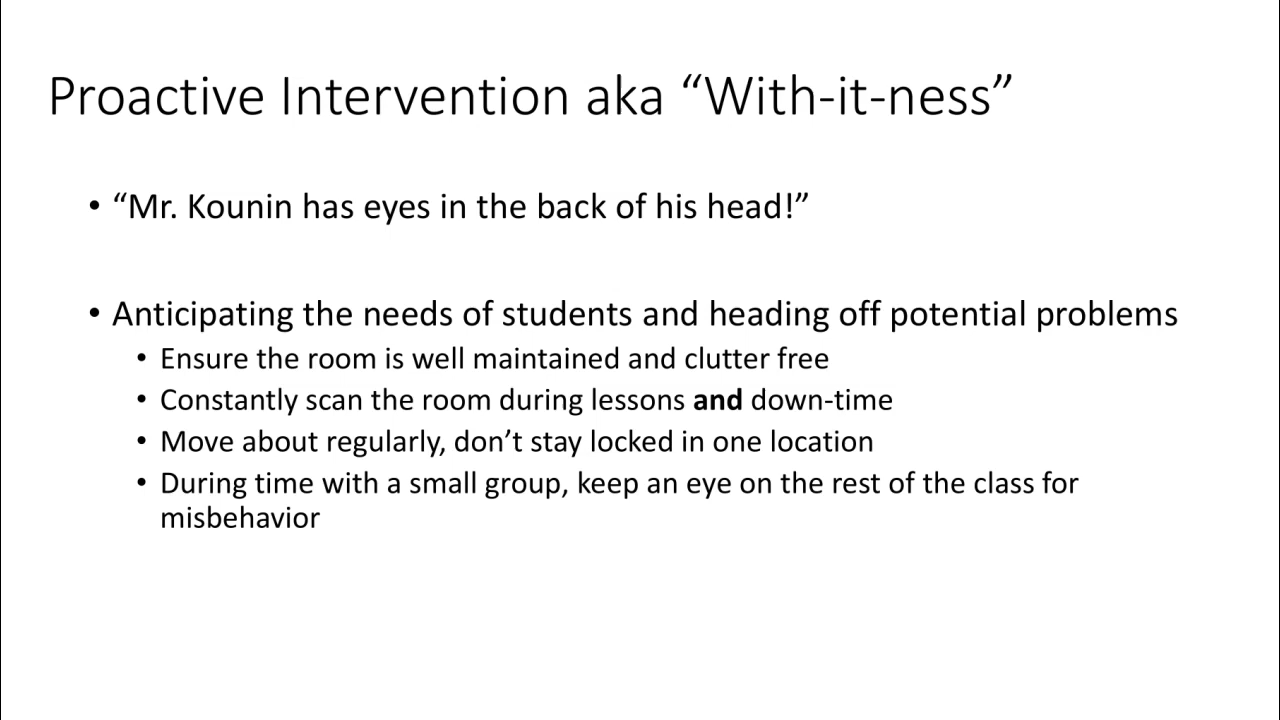 Proactive Intervention aka “With-it-ness”
• “Mr. Kounin has eyes in the back of his head!”
• Anticipating the needs of students and heading off potential problems
• Ensure the room is well maintained and clutter free
• Constantly scan the room during lessons and down-time
• Move about regularly, don’t stay locked in one location
• During time with a small group, keep an eye on the rest of the class for
misbehavior